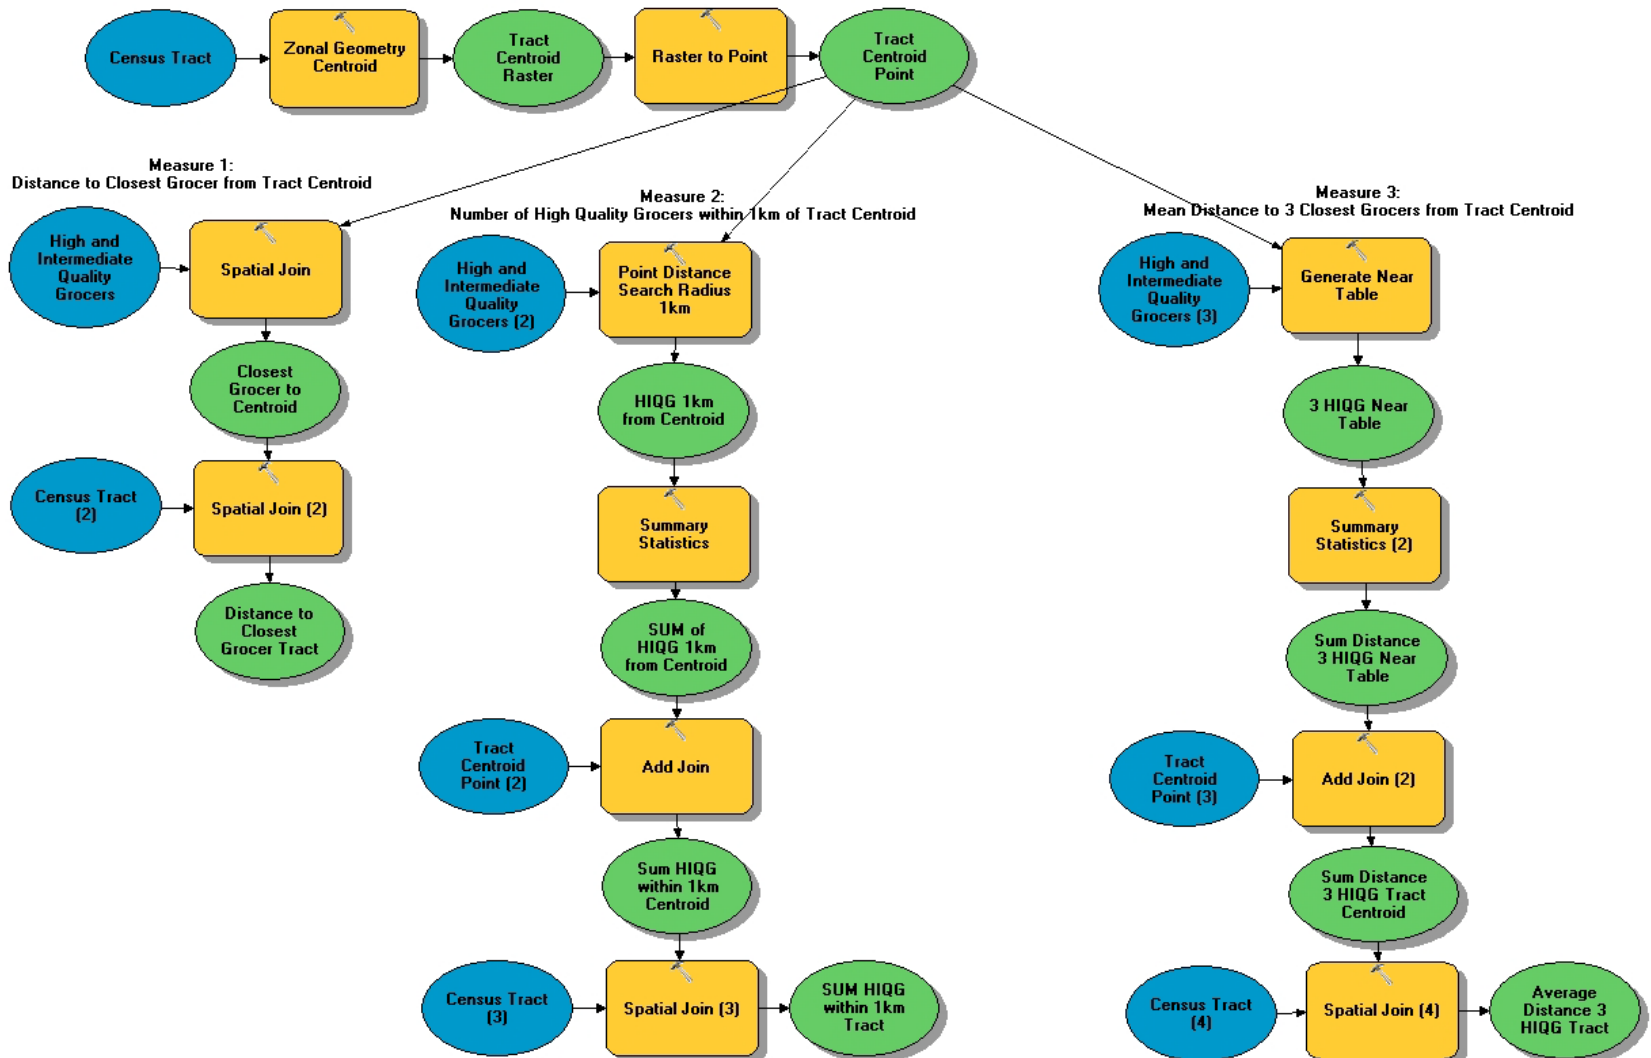 Census Tract
Zonal Geometry
Centroid
Tract
Centroid
Raster
Raster to Point
Tract
Centroid
Point
Measure 1:
Distance to Closest Grocer from Tract Centroid
High and
Intermediate
Quality
Grocers
Spatial Join
Closest
Grocer to
Centroid
Census Tract
(2)
Spatial Join (2)
Distance to
Closest
Grocer Tract
Measure 2:
Number of High Quality Grocers within 1km of Tract Centroid
High and
Intermediate
Quality
Grocers (2)
Point Distance
Search Radius
1km
HIQG 1km
from Centroid
Summary
Statistics
SUM of
HIQG 1km
from Centroid
Tract
Centroid
Point (2)
Add Join
Sum HIQG
within 1km
Centroid
Census Tract
(3)
Spatial Join (3)
SUM HIQG
within 1km
Tract
Measure 3:
Mean Distance to 3 Closest Grocers from Tract Centroid
High and
Intermediate
Quality
Grocers (3)
Generate Near
Table
3 HIQG Near
Table
Summary
Statistics (2)
Sum Distance
3 HIQG Near
Table
Tract
Centroid
Point (3)
Add Join (2)
Sum Distance
3 HIQG Tract
Centroid
Census Tract
(4)
Spatial Join (4)
Average
Distance 3
HIQG Tract